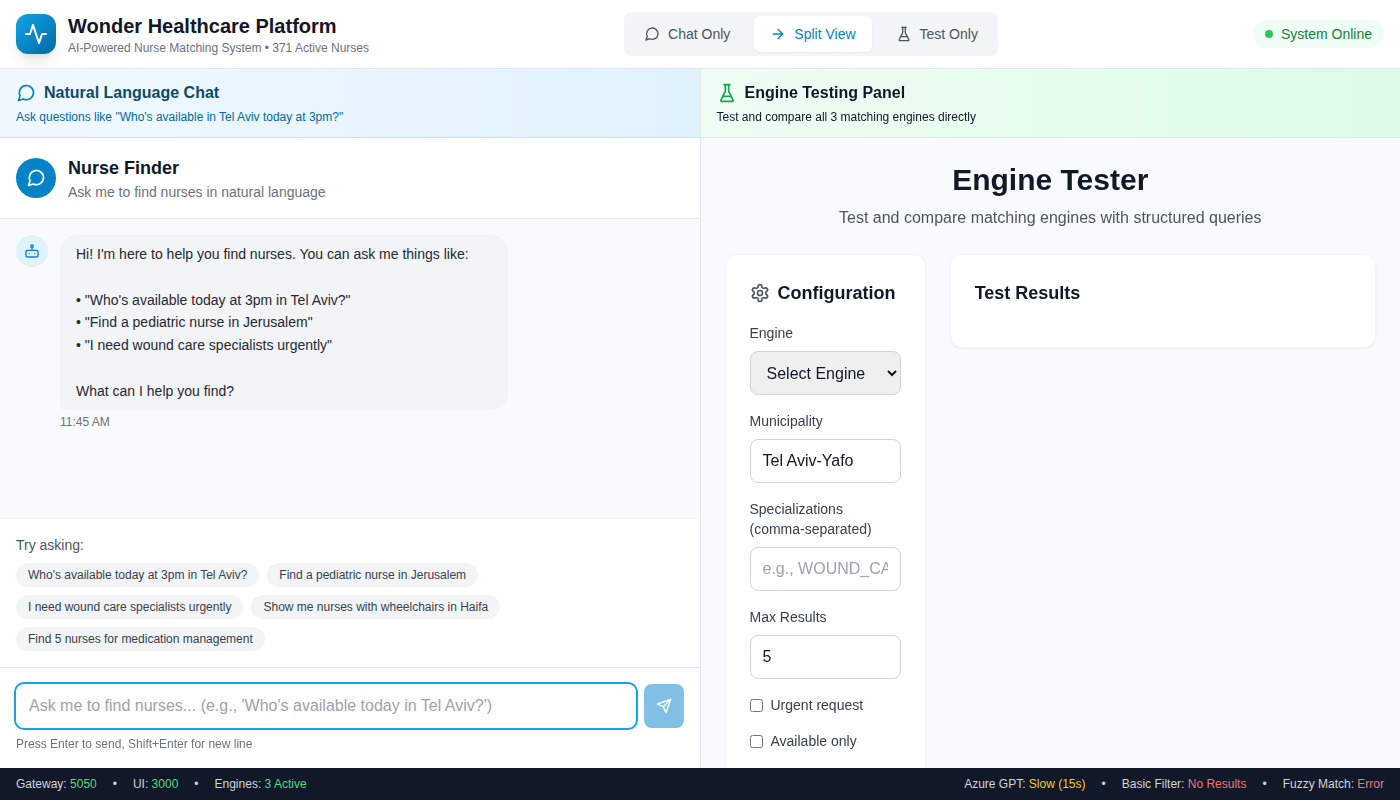 Wonder Healthcare Platform
AI-Powered Nurse Matching System • 371 Active Nurses
Chat Only
Split View
Test Only
System Online
Natural Language Chat
Ask questions like "Who's available in Tel Aviv today at 3pm?"
Nurse Finder
Ask me to find nurses in natural language
Hi! I'm here to help you find nurses. You can ask me things like:
• "Who's available today at 3pm in Tel Aviv?"
• "Find a pediatric nurse in Jerusalem"
• "I need wound care specialists urgently"
What can I help you find?
11:45 AM
Try asking:
Who's available today at 3pm in Tel Aviv?
Find a pediatric nurse in Jerusalem
I need wound care specialists urgently
Show me nurses with wheelchairs in Haifa
Find 5 nurses for medication management
Ask me to find nurses... (e.g., 'Who's available today in Tel Aviv?')
Press Enter to send, Shift+Enter for new line
Engine Testing Panel
Test and compare all 3 matching engines directly
Engine Tester
Test and compare matching engines with structured queries
Configuration
Engine
Select Engine
Municipality
Tel Aviv-Yafo
Specializations
(comma-separated)
e.g., WOUND_CA
Max Results
5
Urgent request
Available only
Test Results
Gateway: 5050 • UI: 3000 • Engines: 3 Active
Azure GPT: Slow (15s) • Basic Filter: No Results • Fuzzy Match: Error